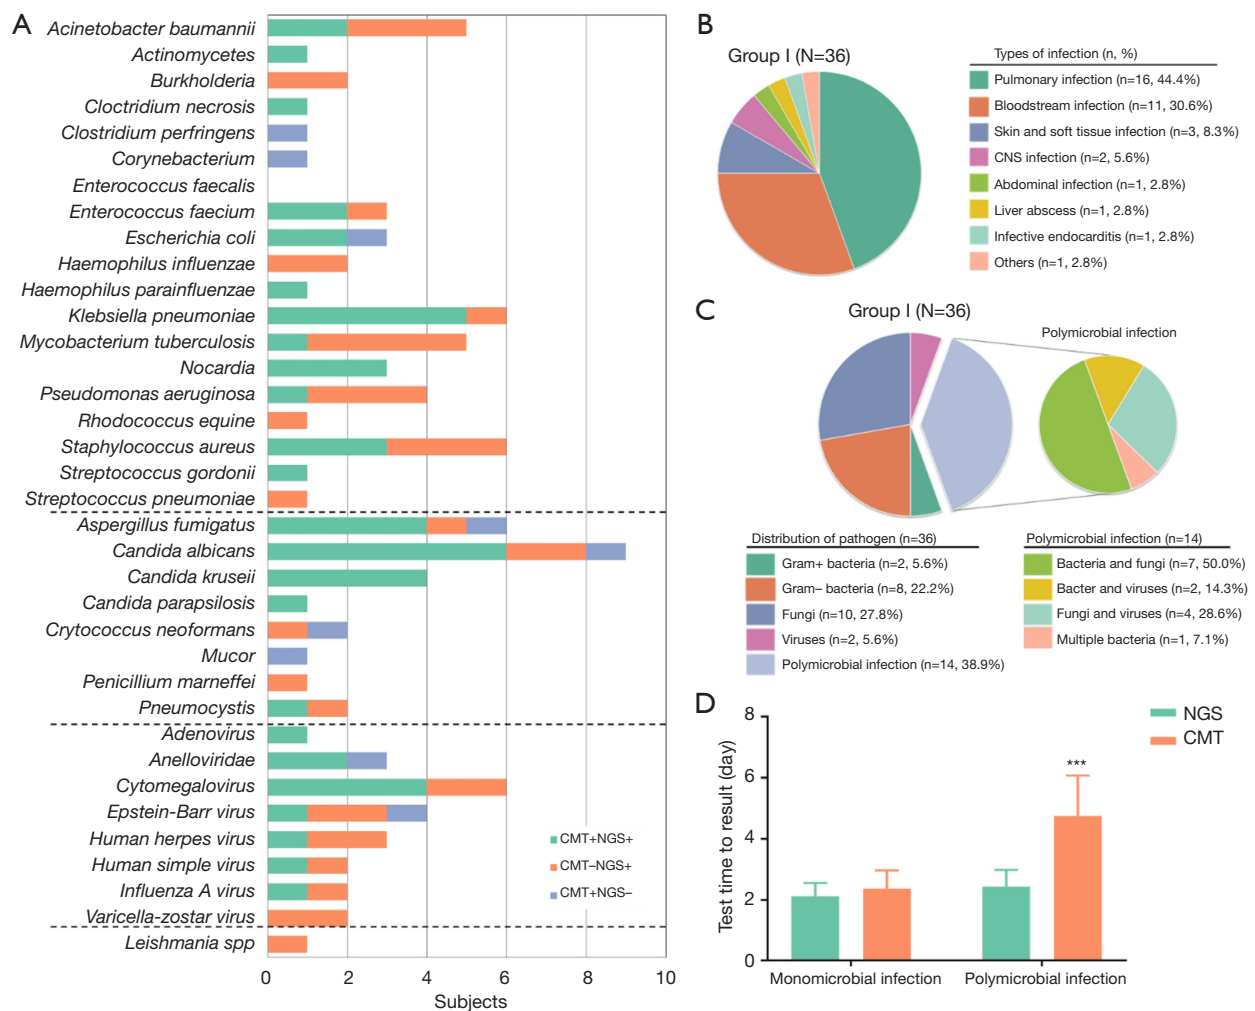 A
Acinetobacter baumannii
Actinomycetes
Burkholderia
Cloctridium necrosis
Clostridium perfringens
Corynebacterium
Enterococcus faecalis
Enterococcus faecium
Escherichia coli
Haemophilus influenzae
Haemophilus parainfluenzae
Klebsiella pneumoniae
Mycobacterium tuberculosis
Nocardia
Pseudomonas aeruginosa
Rhodococcus equine
Staphylococcus aureus
Streptococcus gordonii
Streptococcus pneumoniae
Aspergillus fumigatus
Candida albicans
Candida kruseii
Candida parapsilosis
Crytococcus neoformans
Mucor
Penicillium marneffei
Pneumocystis
Adenovirus
Anelloviridae
Cytomegalovirus
Epstein-Barr virus
Human herpes virus
Human simple virus
Influenza A virus
Varicella-zostar virus
Leishmania spp
CMT+NGS+
CMT–NGS+
CMT+NGS–
0 2 4 6 8 10
Subjects
B
Group I (N=36)
Types of infection (n, %)
Pulmonary infection (n=16, 44.4%)
Bloodstream infection (n=11, 30.6%)
Skin and soft tissue infection (n=3, 8.3%)
CNS infection (n=2, 5.6%)
Abdominal infection (n=1, 2.8%)
Liver abscess (n=1, 2.8%)
Infective endocarditis (n=1, 2.8%)
Others (n=1, 2.8%)
C
Group I (N=36)
Polymicrobial infection
Distribution of pathogen (n=36)
Gram+ bacteria (n=2, 5.6%)
Gram– bacteria (n=8, 22.2%)
Fungi (n=10, 27.8%)
Viruses (n=2, 5.6%)
Polymicrobial infection (n=14, 38.9%)
Polymicrobial infection (n=14)
Bacteria and fungi (n=7, 50.0%)
Bacter and viruses (n=2, 14.3%)
Fungi and viruses (n=4, 28.6%)
Multiple bacteria (n=1, 7.1%)
D
Test time to result (day)
8
6
4
2
0
***
NGS
CMT
Monomicrobial infection
Polymicrobial infection